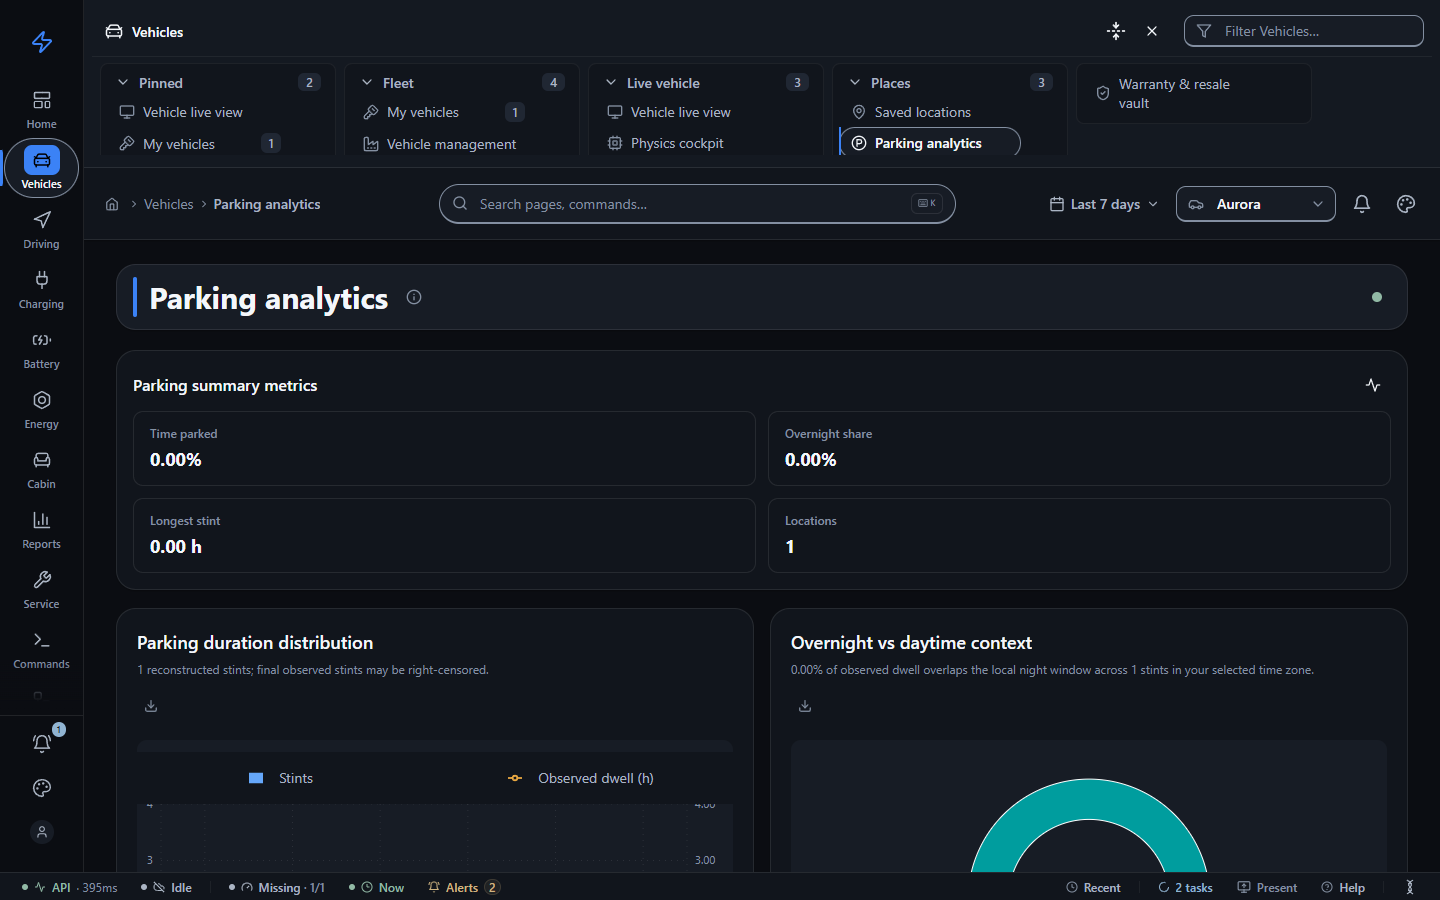 Vehicles
Filter Vehicles...
Pinned 2
Vehicle live view
My vehicles 1
Fleet 4
My vehicles 1
Vehicle management
Live vehicle 3
Vehicle live view
Physics cockpit
Places 3
Saved locations
Parking analytics
Warranty & resale
vault
Home
Vehicles
Driving
Charging
Battery
Energy
Cabin
Reports
Service
Commands
1
Vehicles
Parking analytics
Search pages, commands...
K
Last 7 days
Aurora
Parking analytics
Parking summary metrics
Time parked
0.00%
Overnight share
0.00%
Longest stint
0.00 h
Locations
1
Parking duration distribution
1 reconstructed stints; final observed stints may be right-censored.
Stints
Observed dwell (h)
4
4.00
3
3.00
Overnight vs daytime context
0.00% of observed dwell overlaps the local night window across 1 stints in your selected time zone.
API · 395ms
Idle
Missing · 1/1
Now
Alerts 2
Recent
2 tasks
Present
Help